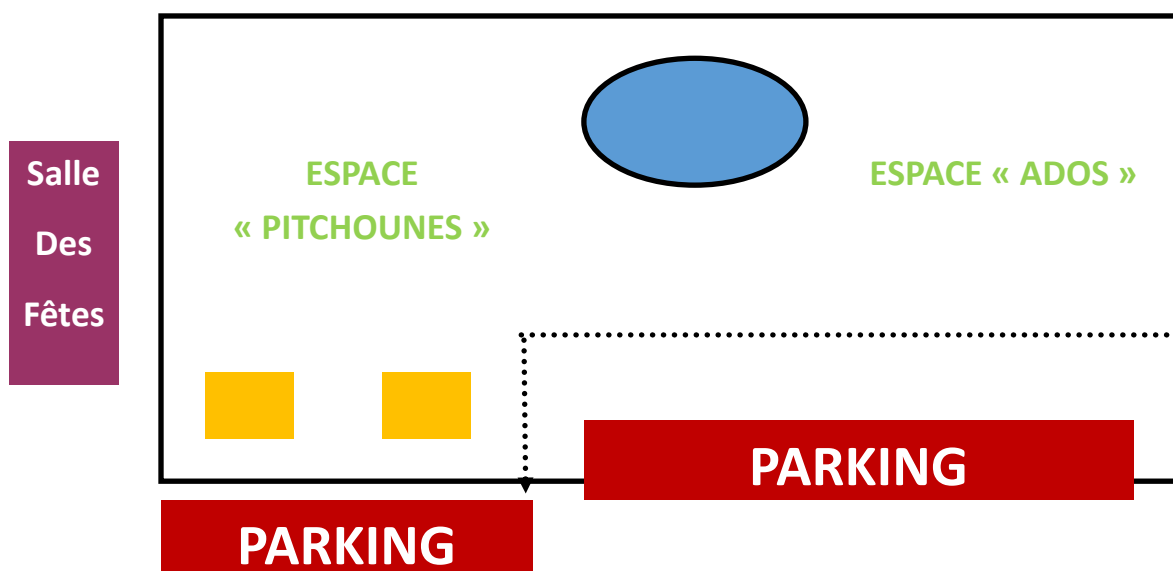 Salle
Des
Fêtes
ESPACE
« PITCHOUNES »
ESPACE « ADOS »
PARKING
PARKING